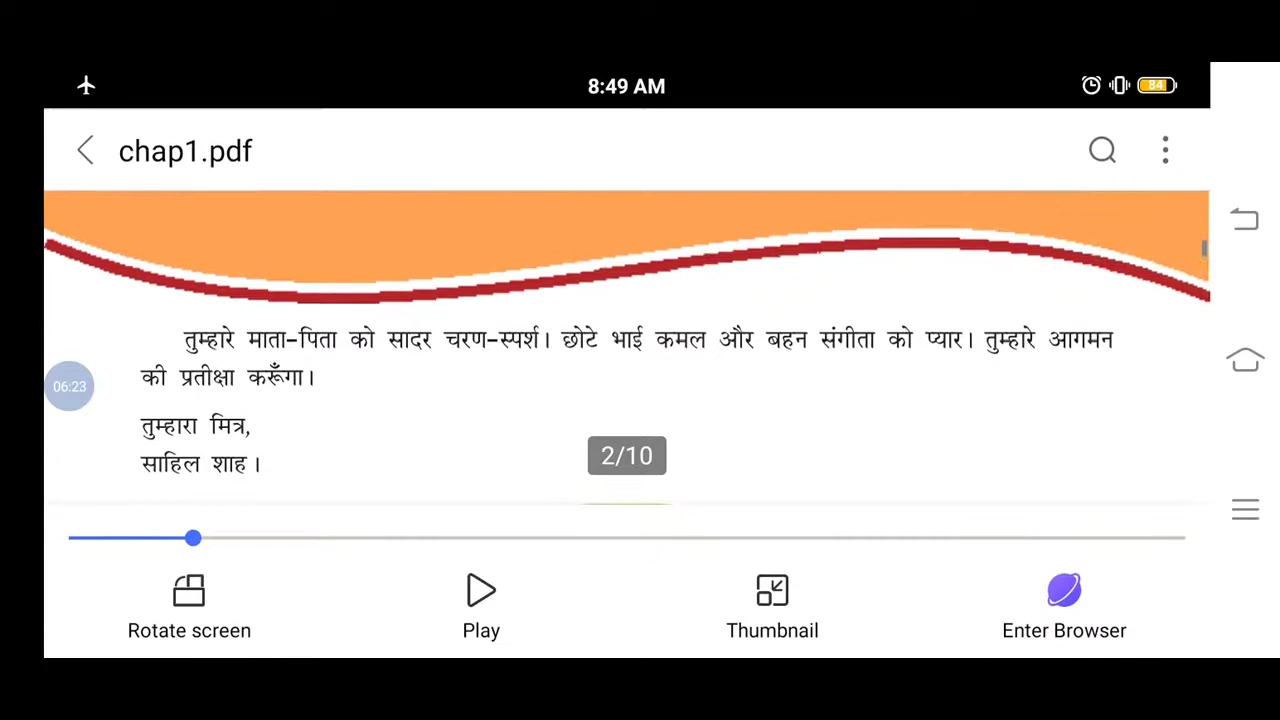 8:49 AM
84
chap1.pdf
तुम्हारे माता-पिता को सादर चरण-स्पर्श। छोटे भाई कमल और बहन संगीता को प्यार। तुम्हारे आगमन
की प्रतीक्षा करूँगा।
06:23
तुम्हारा मित्र,
साहिल शाह।
2/10
Rotate screen
Play
Thumbnail
Enter Browser